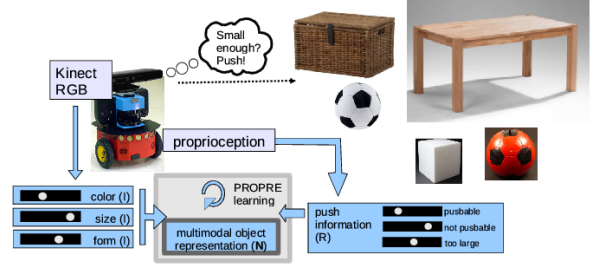 Small
enough?
Push!
Kinect
RGB
proprioception
PROPRE
learning
color (I)
size (I)
form (I)
multimodal object
representation (N)
push
information
(R)
pusbable
not pusbable
too large